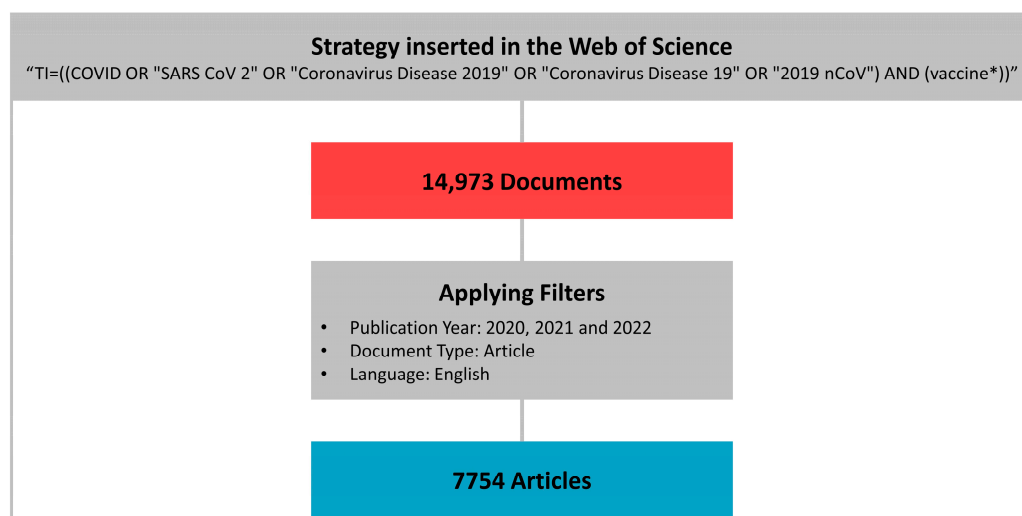 Strategy inserted in the Web of Science
“TI=((COVID OR "SARS CoV 2" OR "Coronavirus Disease 2019" OR "Coronavirus Disease 19" OR "2019 nCoV") AND (vaccine*))”
14,973 Documents
Applying Filters
• Publication Year: 2020, 2021 and 2022
• Document Type: Article
• Language: English
7754 Articles